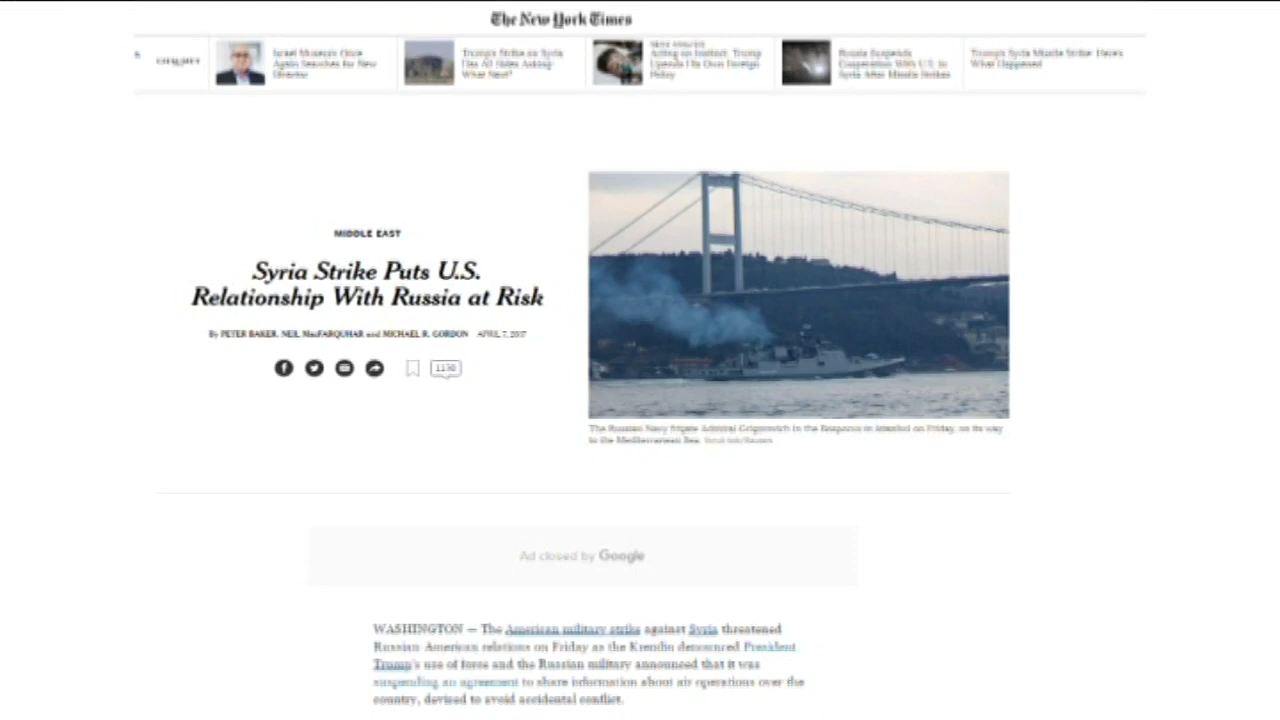 The New York Times
Israel Museum Once
Again Searches for New
Director
Trump's Strike on Syria
Has All Sides Asking:
What Next?
NEWS ANALYSIS
Acting on Instinct, Trump
Upends His Own Foreign
Policy
Russia Suspends
Cooperation With U.S. in
Syria After Missile Strikes
Trump's Syria Missile Strike: Here's
What Happened
MIDDLE EAST
Syria Strike Puts U.S.
Relationship With Russia at Risk
By PETER BAKER, NEIL MacFARQUHAR and MICHAEL R. GORDON APRIL 7, 2017
1130
The Russian Navy frigate Admiral Grigorovich in the Bosporus in Istanbul on Friday, on its way
to the Mediterranean Sea.
Ad closed by Google
WASHINGTON — The American military strike against Syria threatened
Russian-American relations on Friday as the Kremlin denounced President
Trump's use of force and the Russian military announced that it was
suspending an agreement to share information about air operations over the
country, devised to avoid accidental conflict.